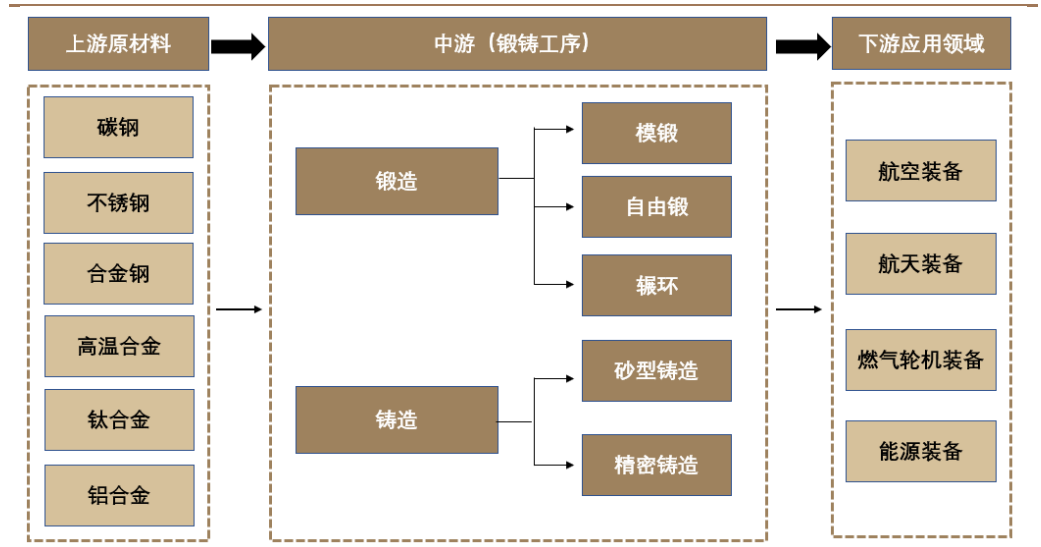 上游原材料
中游（锻铸工序）
下游应用领域
碳钢
不锈钢
合金钢
高温合金
钛合金
铝合金
锻造
模锻
自由锻
辗环
铸造
砂型铸造
精密铸造
航空装备
航天装备
燃气轮机装备
能源装备